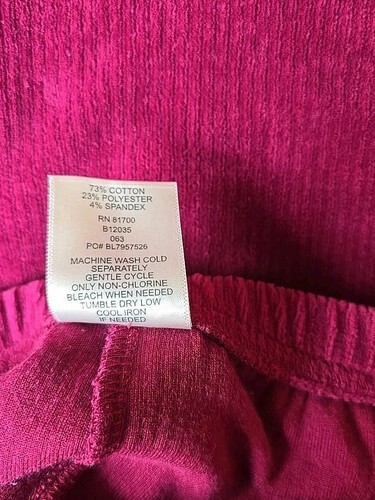 73% COTTON
23% POLYESTER
4% SPANDEX
RN 81700
B12035
063
PO# BL7957526
MACHINE WASH COLD
SEPARATELY
GENTLE CYCLE
ONLY NON-CHLORINE
BLEACH WHEN NEEDED
TUMBLE DRY LOW
COOL IRON
IF NEEDED